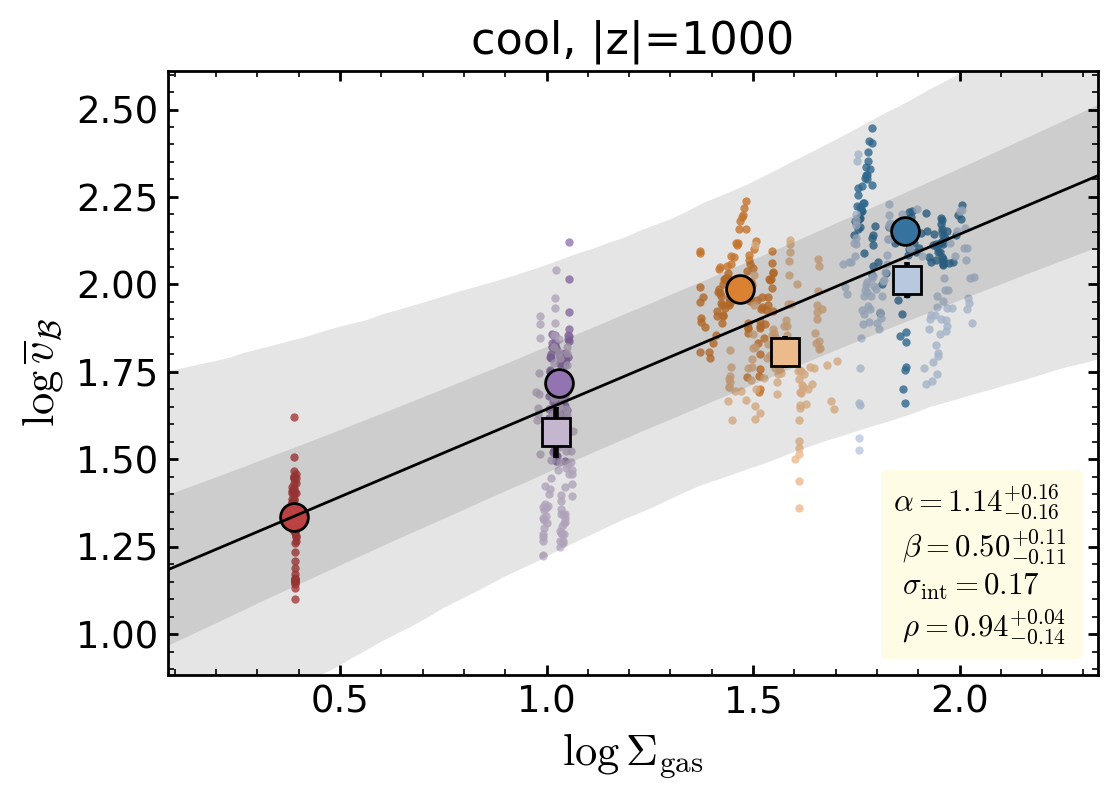 cool, |z|=1000
2.50
2.25
2.00
1.75
1.50
1.25
1.00
log v̅_ℬ
α = 1.14^{+0.16}_{−0.16}
β = 0.50^{+0.11}_{−0.11}
σ_int = 0.17
ρ = 0.94^{+0.04}_{−0.14}
0.5 1.0 1.5 2.0
log Σ_gas